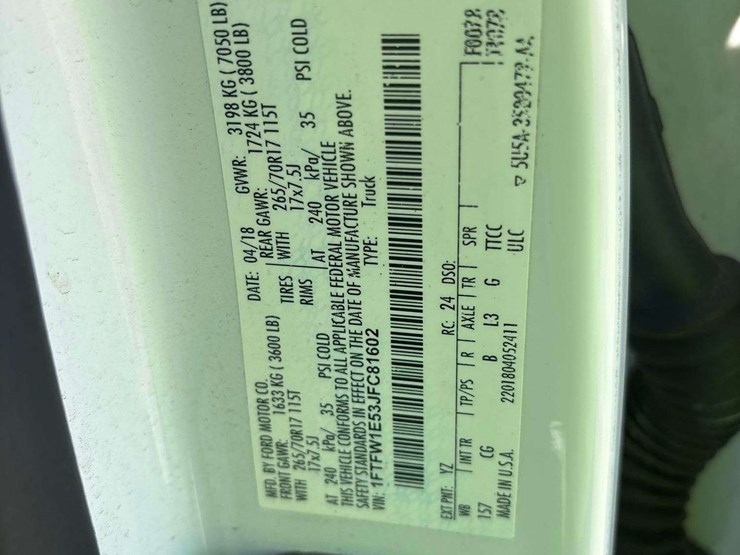 MFD. BY FORD MOTOR CO.
DATE: 04/18 GVWR: 3198 KG ( 7050 LB)
FRONT GAWR: 1633 KG ( 3600 LB) REAR GAWR: 1724 KG ( 3800 LB)
WITH 265/70R17 115T TIRES WITH 265/70R17 115T
17x7.5J RIMS 17x7.5J
AT 240 kPa/ 35 PSI COLD AT 240 kPa/ 35 PSI COLD
THIS VEHICLE CONFORMS TO ALL APPLICABLE FEDERAL MOTOR VEHICLE
SAFETY STANDARDS IN EFFECT ON THE DATE OF MANUFACTURE SHOWN ABOVE.
VIN: 1FTFW1E53JFC81602 TYPE: Truck
F0073
EXT PNT: YZ RC: 24 DSO:
WB INT TR TP/PS R AXLE TR SPR
157 CG B L3 G TTCC
MADE IN U.S.A. 2201804052411 ULC